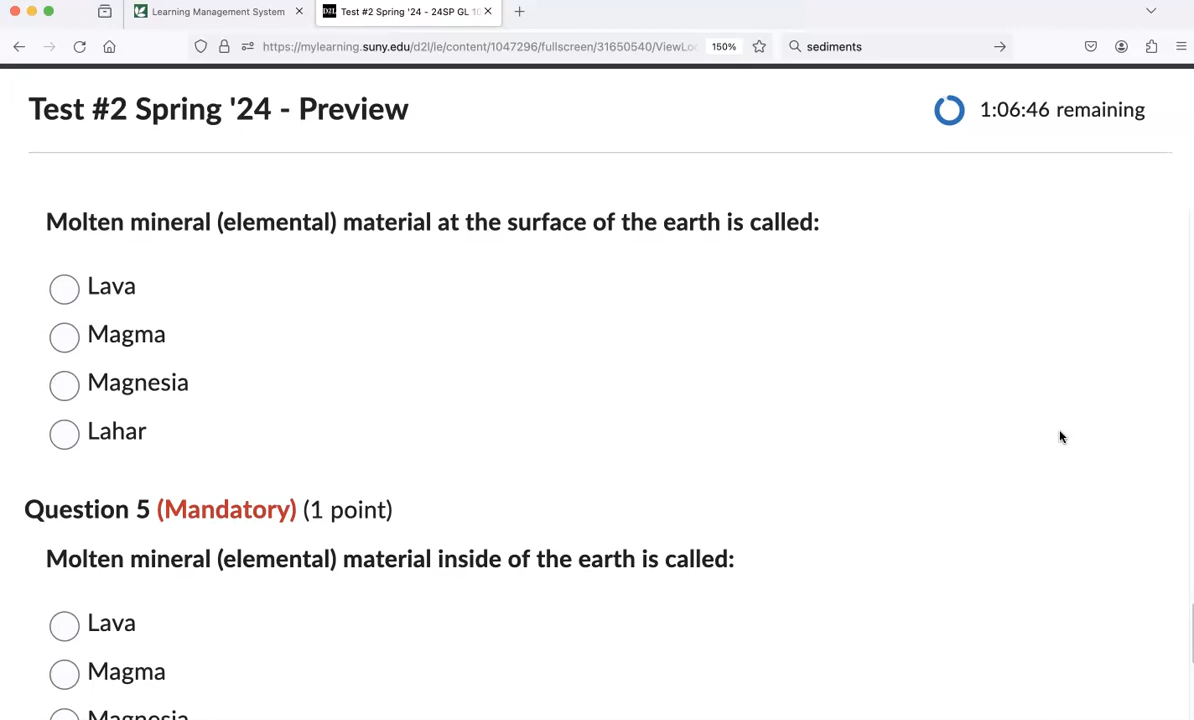 Learning Management System
Test #2 Spring '24 - 24SP GL 10
https://mylearning.suny.edu/d2l/le/content/1047296/fullscreen/31650540/ViewLo
150%
sediments
Test #2 Spring '24 - Preview
1:06:46 remaining
Molten mineral (elemental) material at the surface of the earth is called:
Lava
Magma
Magnesia
Lahar
Question 5 (Mandatory) (1 point)
Molten mineral (elemental) material inside of the earth is called:
Lava
Magma
Magnesia